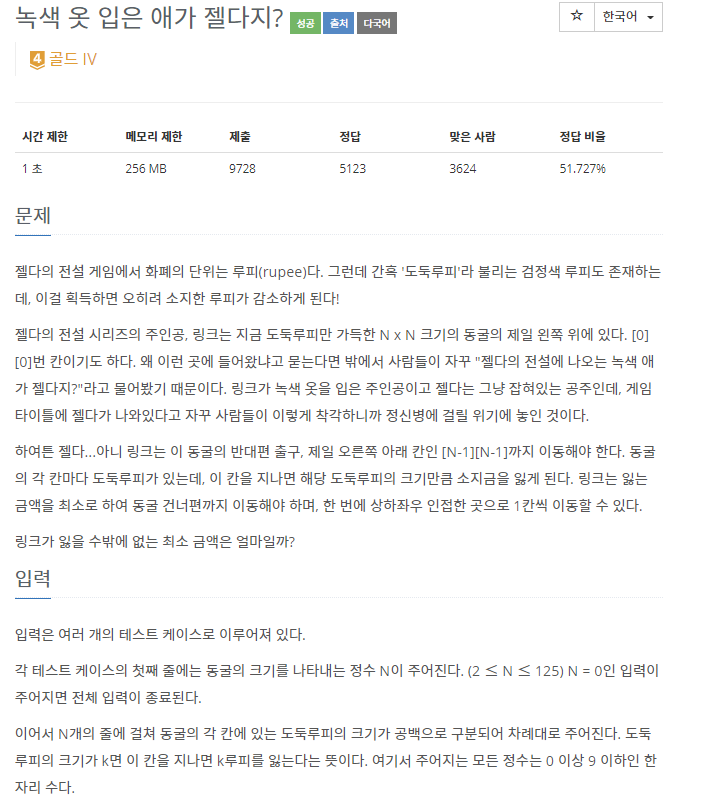 녹색 옷 입은 애가 젤다지? 성공 출처 다국어
☆ 한국어
4 골드 IV
시간 제한 메모리 제한 제출 정답 맞은 사람 정답 비율
1 초 256 MB 9728 5123 3624 51.727%
문제
젤다의 전설 게임에서 화폐의 단위는 루피(rupee)다. 그런데 간혹 '도둑루피'라 불리는 검정색 루피도 존재하는
데, 이걸 획득하면 오히려 소지한 루피가 감소하게 된다!
젤다의 전설 시리즈의 주인공, 링크는 지금 도둑루피만 가득한 N x N 크기의 동굴의 제일 왼쪽 위에 있다. [0]
[0]번 칸이기도 하다. 왜 이런 곳에 들어왔냐고 묻는다면 밖에서 사람들이 자꾸 "젤다의 전설에 나오는 녹색 애
가 젤다지?"라고 물어봤기 때문이다. 링크가 녹색 옷을 입은 주인공이고 젤다는 그냥 잡혀있는 공주인데, 게임
타이틀에 젤다가 나와있다고 자꾸 사람들이 이렇게 착각하니까 정신병에 걸릴 위기에 놓인 것이다.
하여튼 젤다...아니 링크는 이 동굴의 반대편 출구, 제일 오른쪽 아래 칸인 [N-1][N-1]까지 이동해야 한다. 동굴
의 각 칸마다 도둑루피가 있는데, 이 칸을 지나면 해당 도둑루피의 크기만큼 소지금을 잃게 된다. 링크는 잃는
금액을 최소로 하여 동굴 건너편까지 이동해야 하며, 한 번에 상하좌우 인접한 곳으로 1칸씩 이동할 수 있다.
링크가 잃을 수밖에 없는 최소 금액은 얼마일까?
입력
입력은 여러 개의 테스트 케이스로 이루어져 있다.
각 테스트 케이스의 첫째 줄에는 동굴의 크기를 나타내는 정수 N이 주어진다. (2 ≤ N ≤ 125) N = 0인 입력이
주어지면 전체 입력이 종료된다.
이어서 N개의 줄에 걸쳐 동굴의 각 칸에 있는 도둑루피의 크기가 공백으로 구분되어 차례대로 주어진다. 도둑
루피의 크기가 k면 이 칸을 지나면 k루피를 잃는다는 뜻이다. 여기서 주어지는 모든 정수는 0 이상 9 이하인 한
자리 수다.